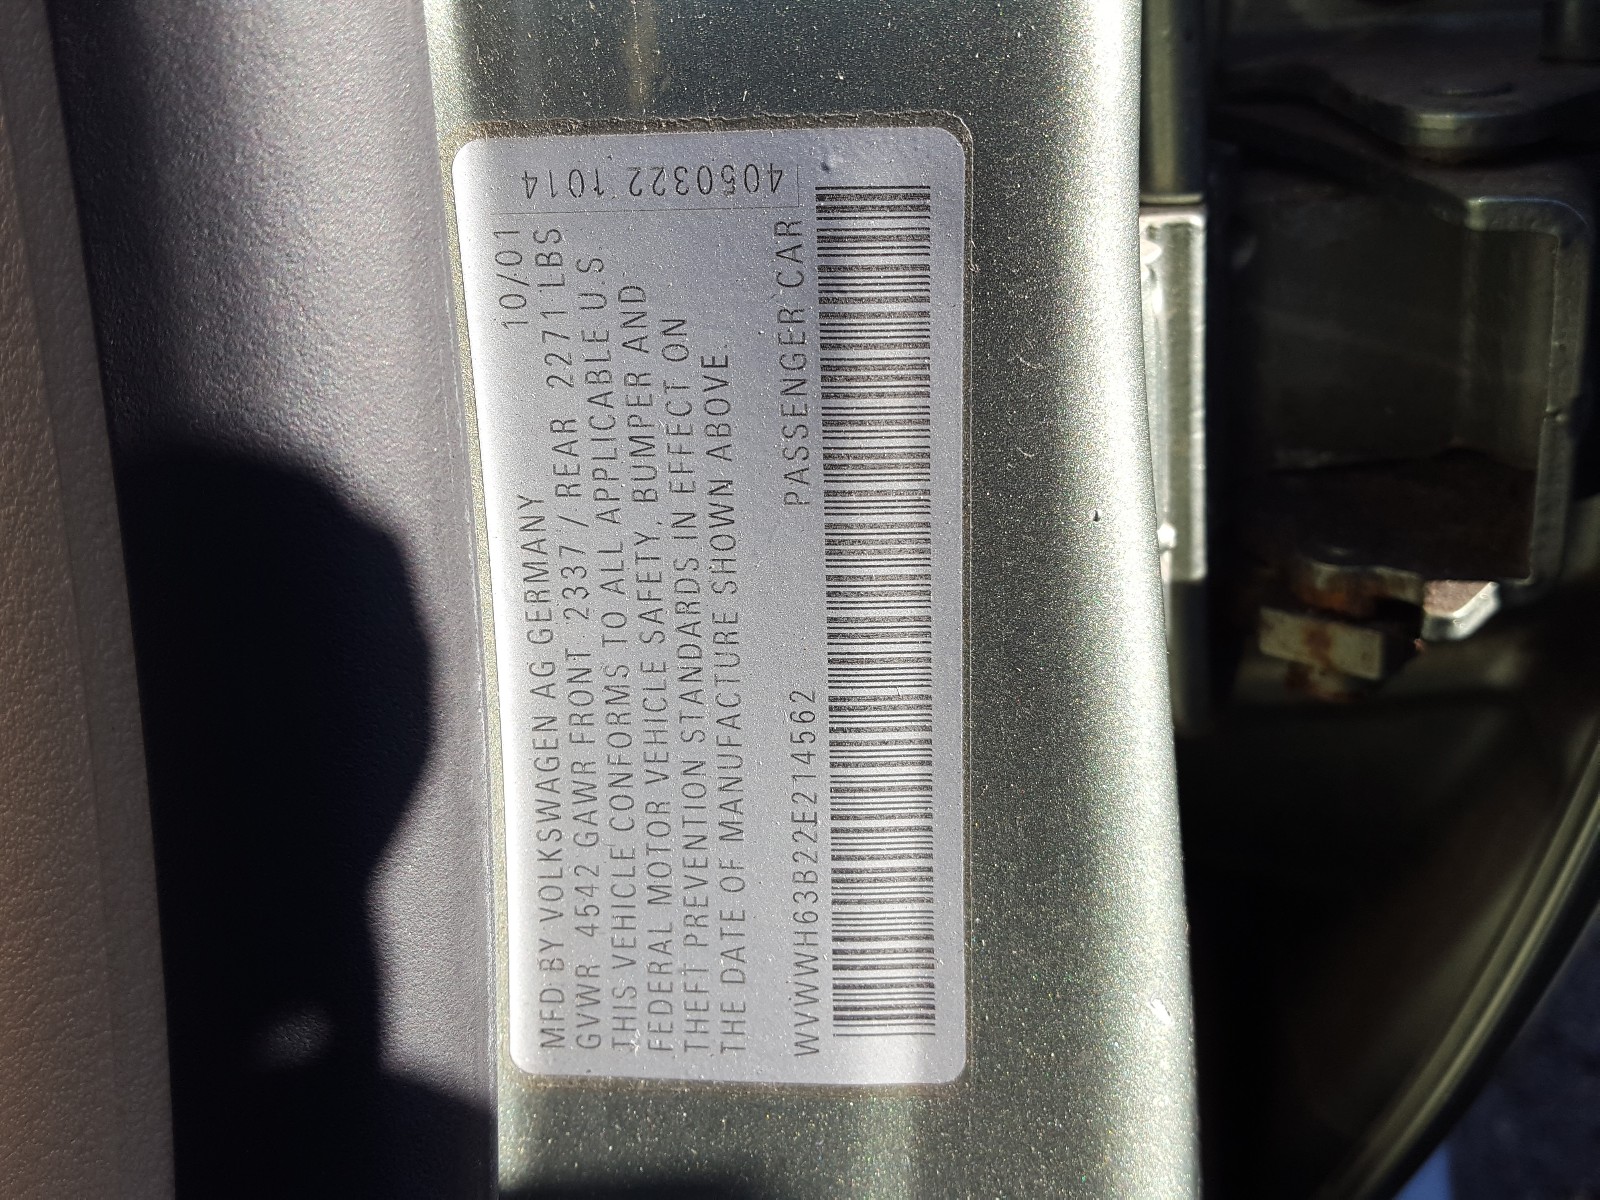 MFD BY VOLKSWAGEN AG GERMANY 10/01
GVWR 4542 GAWR FRONT 2337 / REAR 2271 LBS
THIS VEHICLE CONFORMS TO ALL APPLICABLE U.S
FEDERAL MOTOR VEHICLE SAFETY, BUMPER AND
THEFT PREVENTION STANDARDS IN EFFECT ON
THE DATE OF MANUFACTURE SHOWN ABOVE.
WVWWH63B22E214562 PASSENGER CAR
4050322 1014